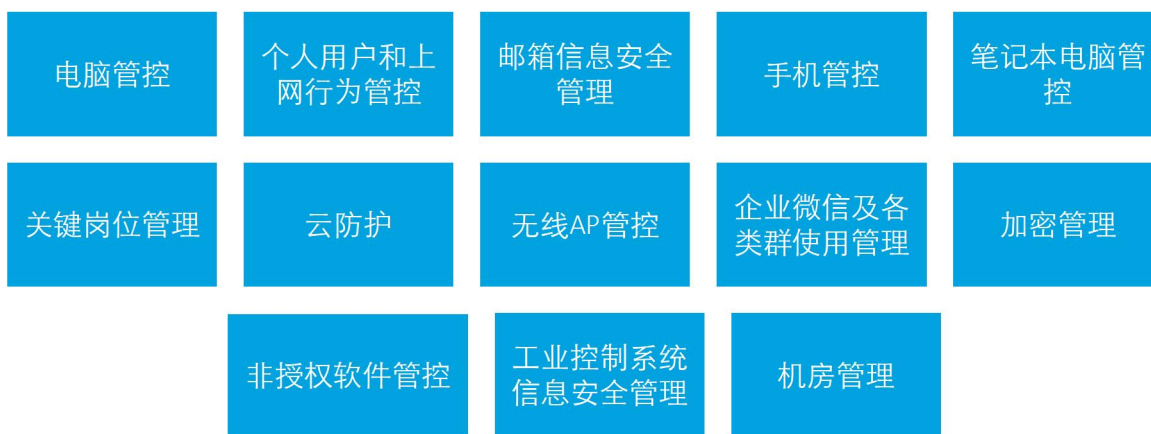 电脑管控
个人用户和上
网行为管控
邮箱信息安全
管理
手机管控
笔记本电脑管
控
关键岗位管理
云防护
无线AP管控
企业微信及各
类群使用管理
加密管理
非授权软件管控
工业控制系统
信息安全管理
机房管理